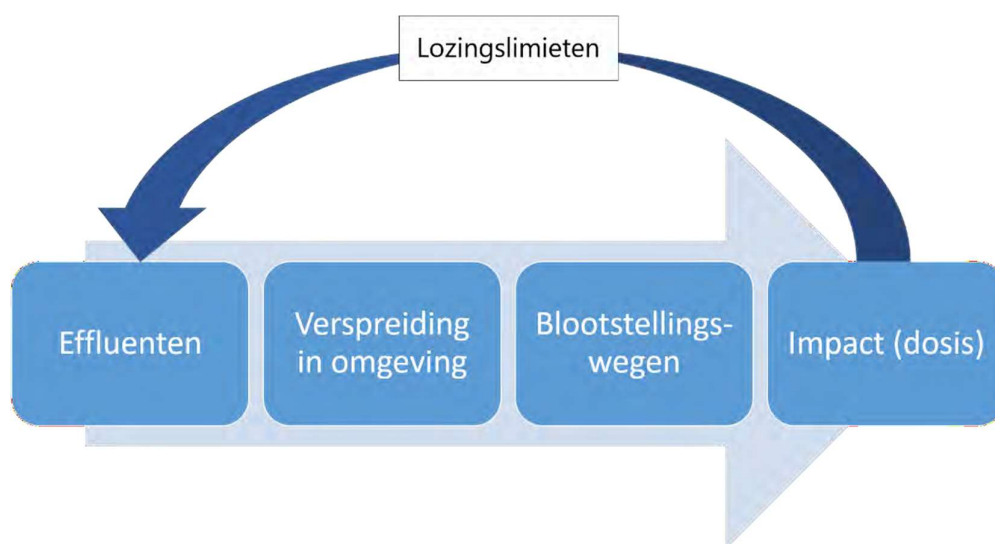 Lozingslimieten
Effluenten
Verspreiding
in omgeving
Blootstellings-
wegen
Impact (dosis)